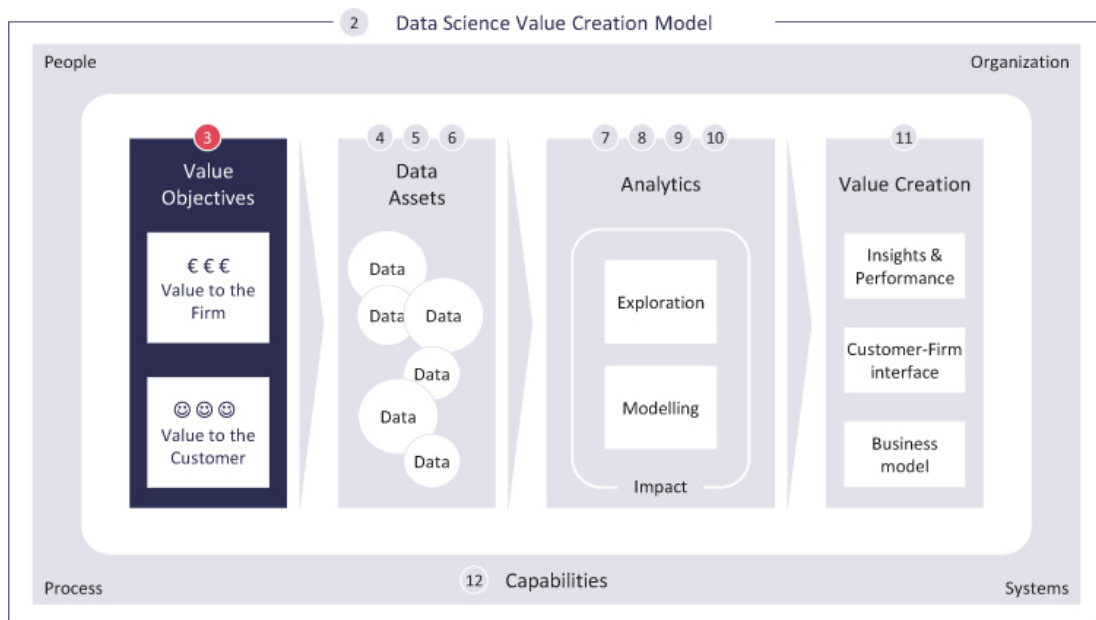 2 Data Science Value Creation Model
People
Organization
3
Value
Objectives
€ € €
Value to the
Firm
☺ ☺ ☺
Value to the
Customer
4 5 6
Data
Assets
Data
Data
Data
Data
Data
Data
7 8 9 10
Analytics
Exploration
Modelling
Impact
11
Value Creation
Insights &
Performance
Customer-Firm
interface
Business
model
Process
12 Capabilities
Systems